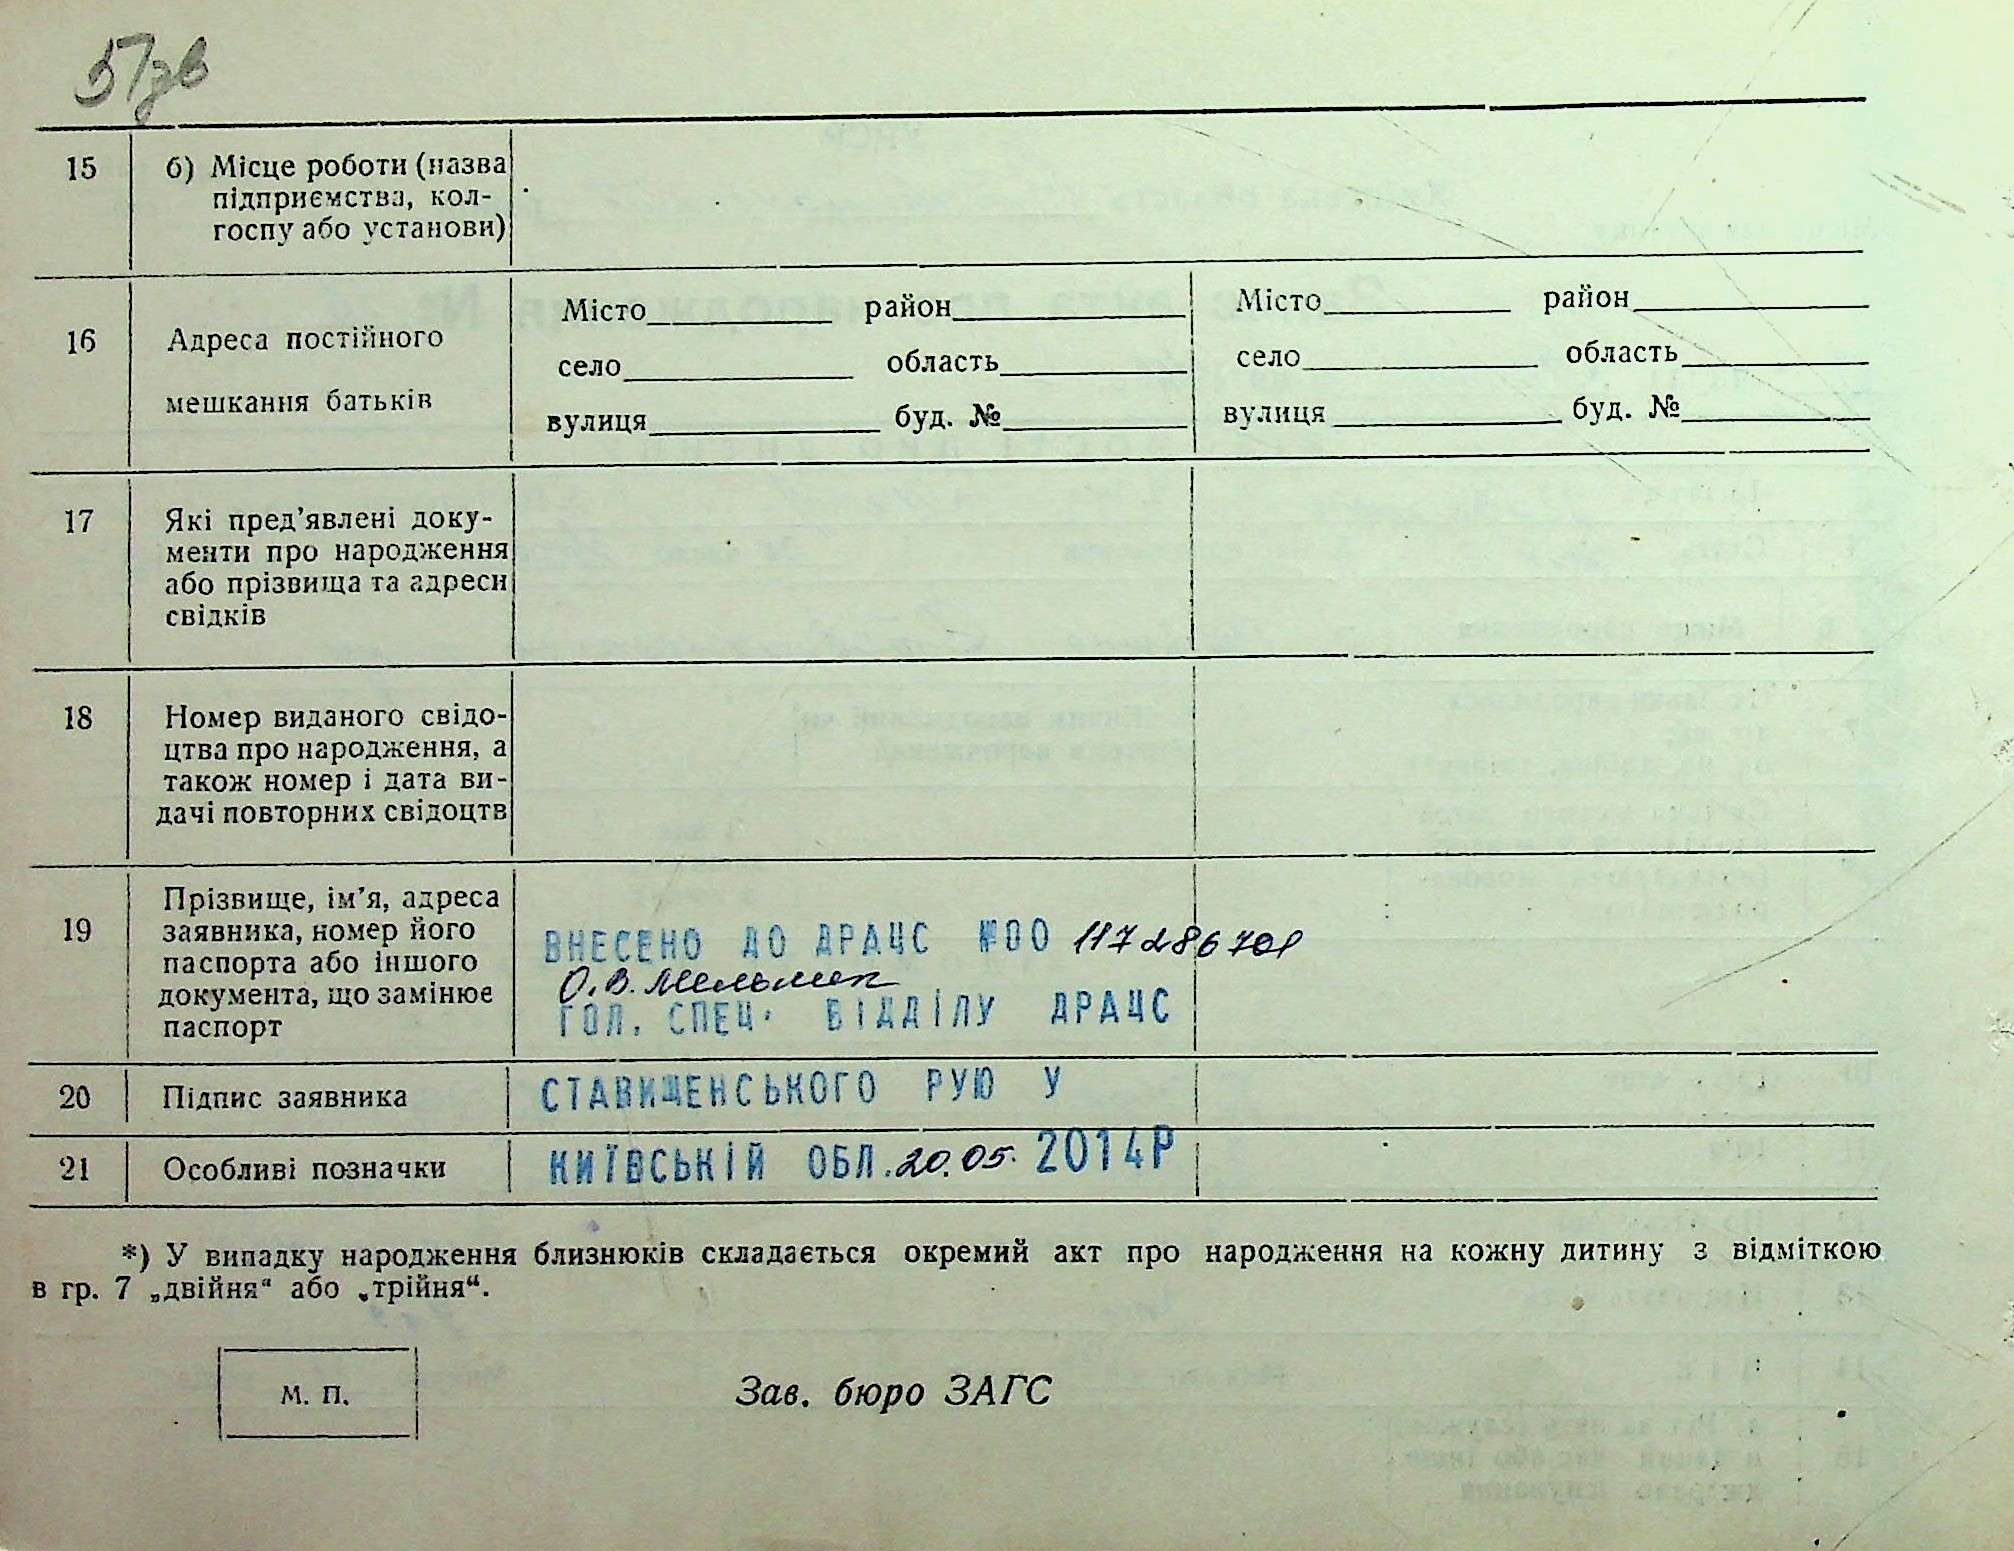 57зв
15 б) Місце роботи (назва
підприємства, кол-
госпу або установи)
16 Адреса постійного
мешкання батьків
Місто район
село область
вулиця буд. №
Місто район
село область
вулиця буд. №
17 Які пред'явлені доку-
менти про народження
або прізвища та адреси
свідків
18 Номер виданого свідо-
цтва про народження, а
також номер і дата ви-
дачі повторних свідоцтв
19 Прізвище, ім'я, адреса
заявника, номер його
паспорта або іншого
документа, що замінює
паспорт
ВНЕСЕНО ДО ДРАЦС №00 117286701
О.В. Мельник
ГОЛ. СПЕЦ. ВІДДІЛУ ДРАЦС
20 Підпис заявника СТАВИЩЕНСЬКОГО РУЮ У
21 Особливі позначки КИЇВСЬКІЙ ОБЛ. 20.05. 2014Р
*) У випадку народження близнюків складається окремий акт про народження на кожну дитину з відміткою
в гр. 7 „двійня“ або „трійня“.
М. П. Зав. бюро ЗАГС